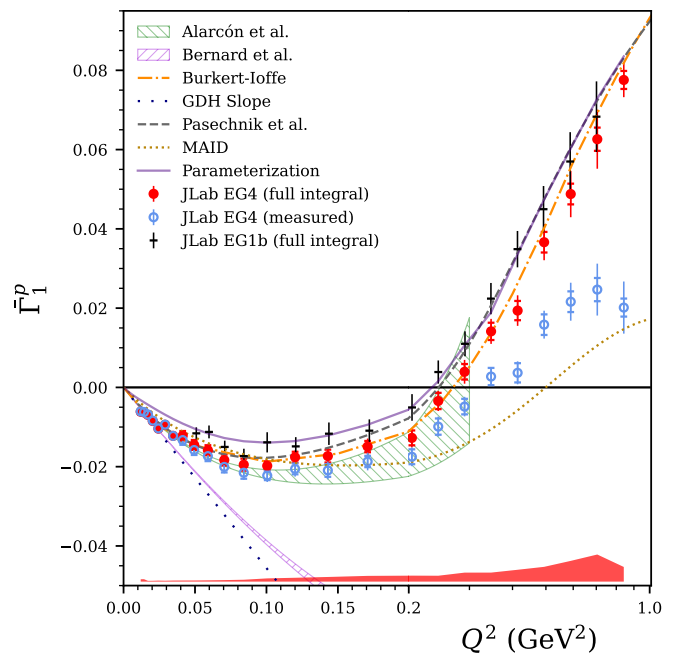 Alarcón et al.
Bernard et al.
Burkert-Ioffe
GDH Slope
Pasechnik et al.
MAID
Parameterization
JLab EG4 (full integral)
JLab EG4 (measured)
JLab EG1b (full integral)
0.08
0.06
0.04
0.02
0.00
−0.02
−0.04
Γ̄₁ᵖ
0.00 0.05 0.10 0.15 0.2 1.0
Q² (GeV²)